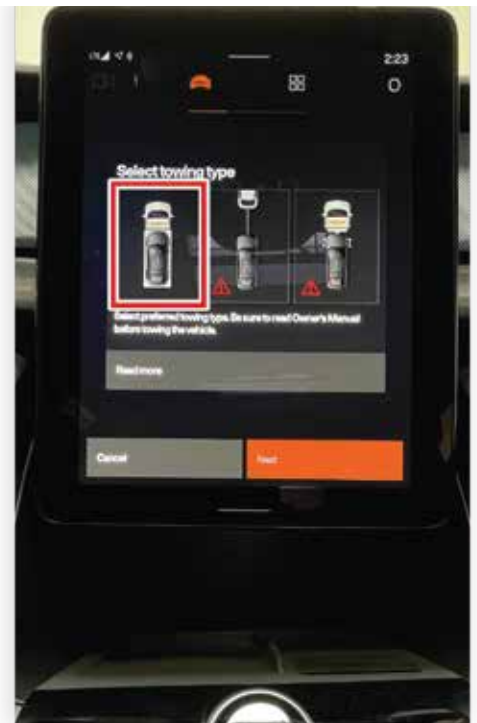 2:23
Select towing type
Select preferred towing type. Be sure to read Owner's Manual
before towing the vehicle.
Read more
Cancel
Next